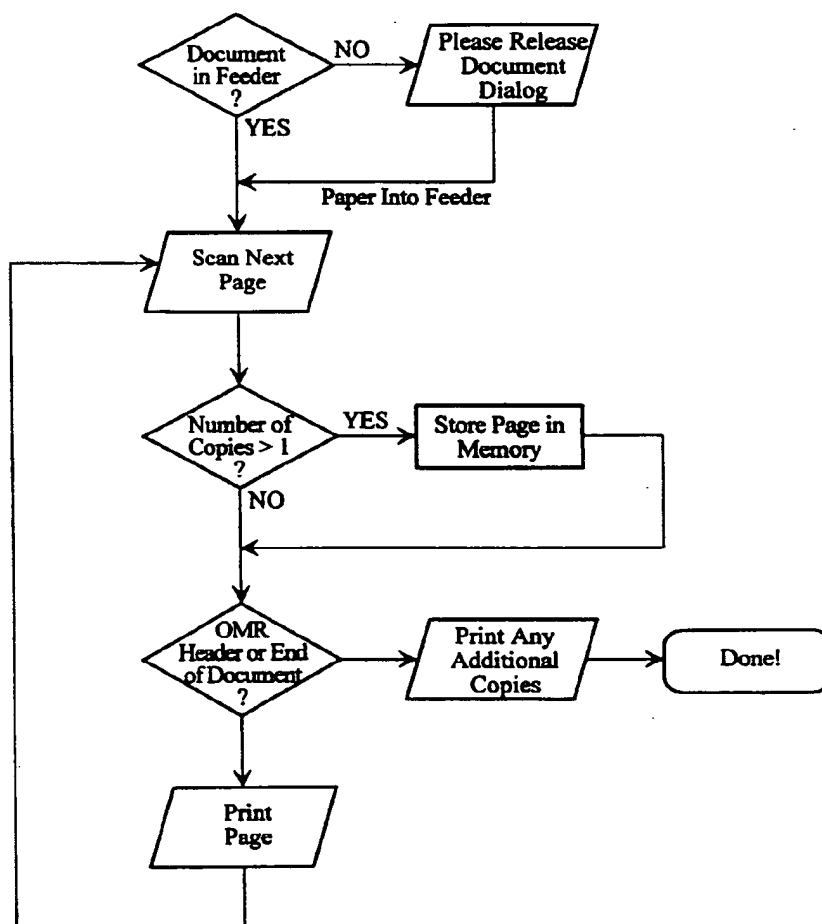 Document
in Feeder
?
NO
Please Release
Document
Dialog
YES
Paper Into Feeder
Scan Next
Page
Number of
Copies > 1
?
YES
Store Page in
Memory
NO
OMR
Header or End
of Document
?
Print Any
Additional
Copies
Done!
Print
Page